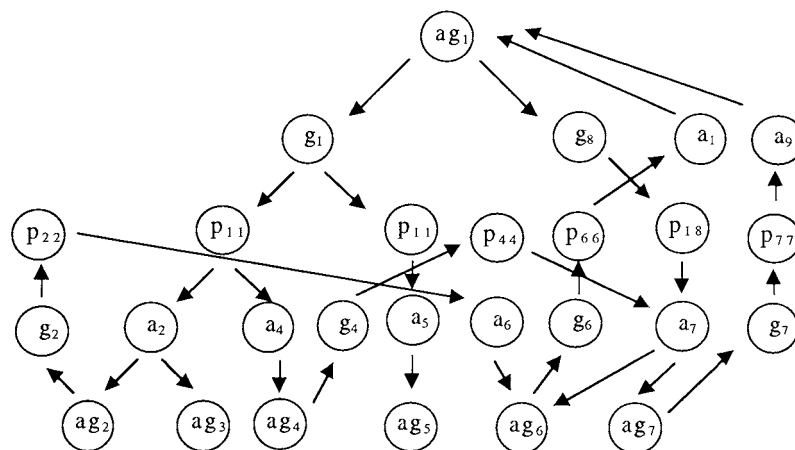 ag₁
g₁ g₈ a₁ a₉
p₂₂ p₁₁ p₁₁ p₄₄ p₆₆ p₁₈ p₇₇
g₂ a₂ a₄ g₄ a₅ a₆ g₆ a₇ g₇
ag₂ ag₃ ag₄ ag₅ ag₆ ag₇